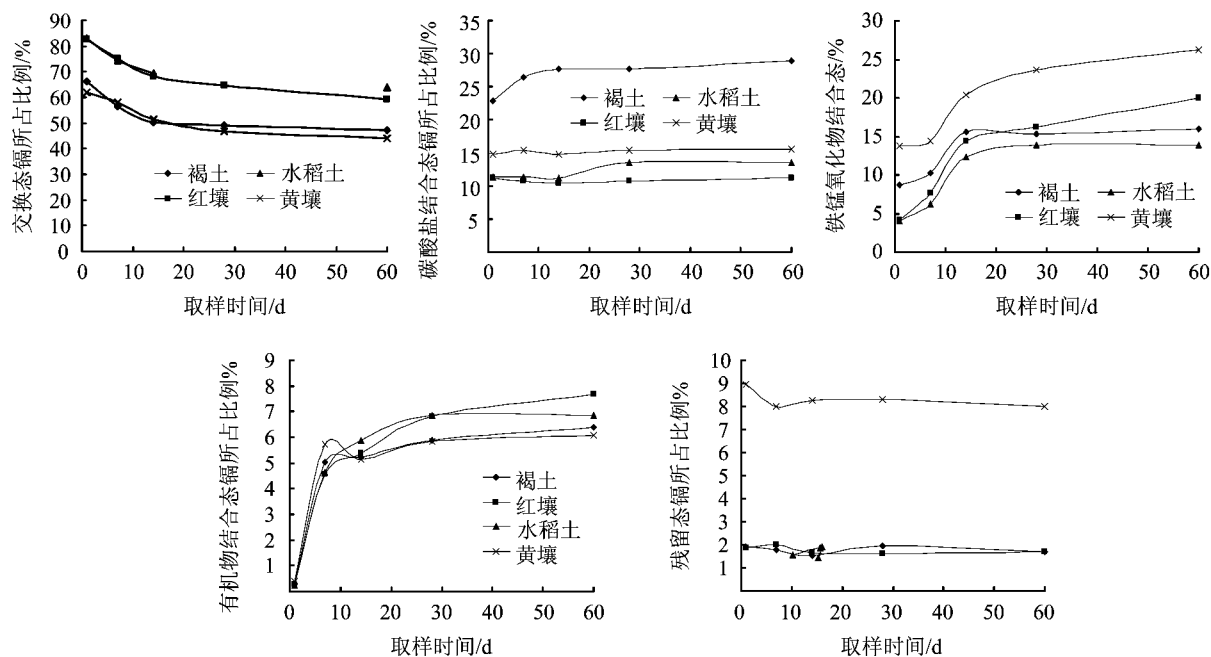 交换态镉所占比例/%
90
80
70
60
50
40
30
20
10
0
褐土
水稻土
红壤
黄壤
0 10 20 30 40 50 60
取样时间/d
碳酸盐结合态镉所占比例/%
35
30
25
20
15
10
5
褐土
水稻土
红壤
黄壤
0 10 20 30 40 50 60
取样时间/d
铁锰氧化物结合态/%
30
25
20
15
10
5
0
褐土
水稻土
红壤
黄壤
0 10 20 30 40 50 60
取样时间/d
有机物结合态镉所占比例%
9
8
7
6
5
4
3
2
1
褐土
红壤
水稻土
黄壤
0 10 20 30 40 50 60
取样时间/d
残留态镉所占比例%
10
9
8
7
6
5
4
3
2
1
0 10 20 30 40 50 60
取样时间/d